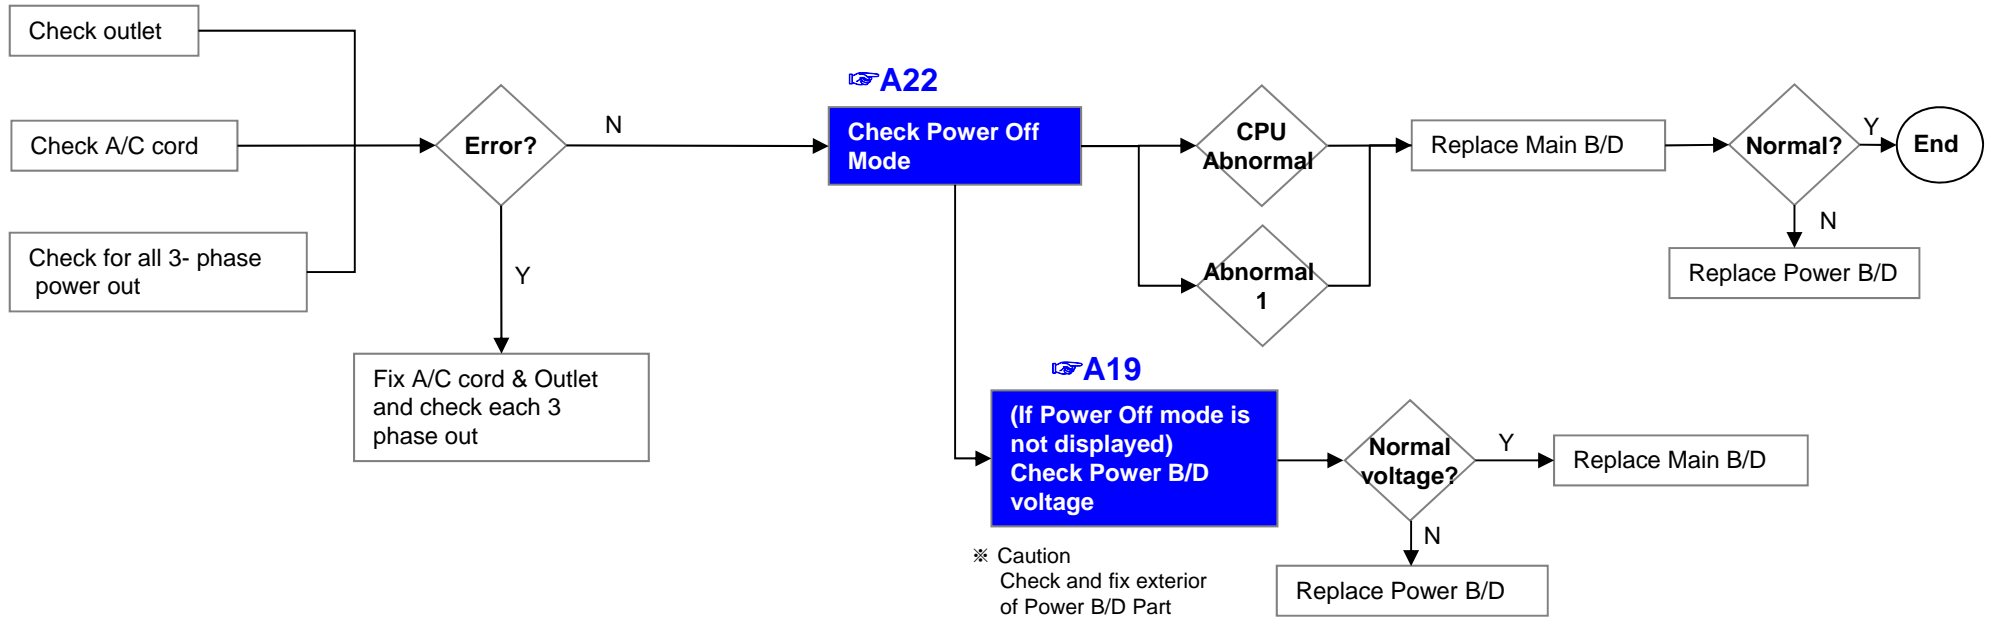 Check outlet
Check A/C cord
Check for all 3- phase
power out
Error?
N
Y
Fix A/C cord & Outlet
and check each 3
phase out
☞A22
Check Power Off
Mode
CPU
Abnormal
Abnormal
1
Replace Main B/D
Normal?
Y
End
N
Replace Power B/D
☞A19
(If Power Off mode is
not displayed)
Check Power B/D
voltage
※ Caution
Check and fix exterior
of Power B/D Part
Normal
voltage?
Y
Replace Main B/D
N
Replace Power B/D